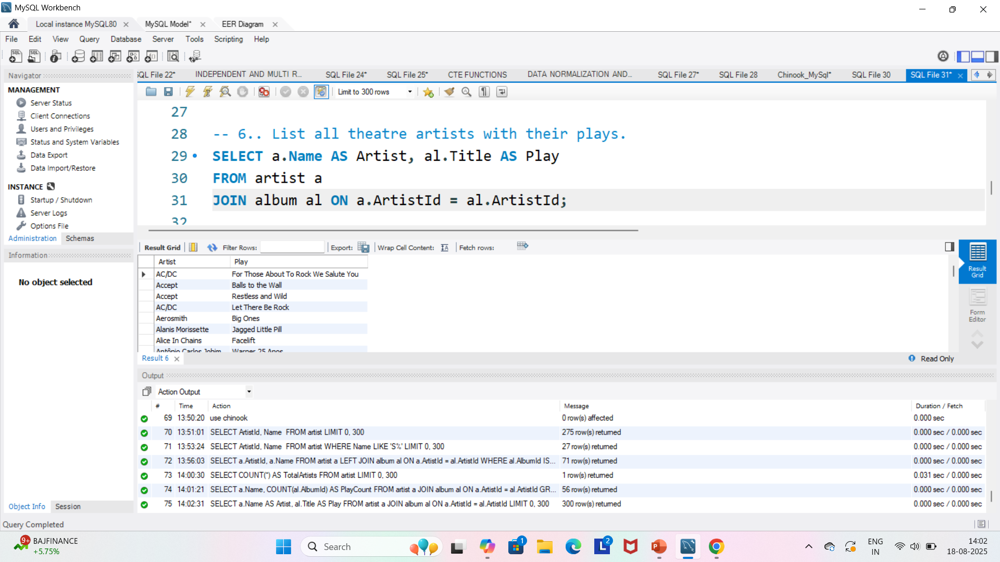 MySQL Workbench
Local instance MySQL80
MySQL Model*
EER Diagram
File Edit View Query Database Server Tools Scripting Help
Navigator
SQL File 22*
INDEPENDENT AND MULTI R...
SQL File 24*
SQL File 25*
CTE FUNCTIONS
DATA NORMALIZATION AND...
SQL File 27*
SQL File 28
Chinook_MySql*
SQL File 30
SQL File 31*
MANAGEMENT
Server Status
Client Connections
Users and Privileges
Status and System Variables
Data Export
Data Import/Restore
INSTANCE
Startup / Shutdown
Server Logs
Options File
Administration Schemas
Information
No object selected
Object Info Session
Limit to 300 rows
27
28 -- 6.. List all theatre artists with their plays.
29 SELECT a.Name AS Artist, al.Title AS Play
30 FROM artist a
31 JOIN album al ON a.ArtistId = al.ArtistId;
32
Result Grid Filter Rows: Export: Wrap Cell Content: Fetch rows:
Artist Play
AC/DC For Those About To Rock We Salute You
Accept Balls to the Wall
Accept Restless and Wild
AC/DC Let There Be Rock
Aerosmith Big Ones
Alanis Morissette Jagged Little Pill
Alice In Chains Facelift
Antônio Carlos Jobim Warner 25 Anos
Result Grid
Form Editor
Result 6
Read Only
Output
Action Output
# Time Action Message Duration / Fetch
69 13:50:20 use chinook 0 row(s) affected 0.000 sec
70 13:51:01 SELECT ArtistId, Name FROM artist LIMIT 0, 300 275 row(s) returned 0.000 sec / 0.000 sec
71 13:53:24 SELECT ArtistId, Name FROM artist WHERE Name LIKE 'S%' LIMIT 0, 300 27 row(s) returned 0.000 sec / 0.000 sec
72 13:56:03 SELECT a.ArtistId, a.Name FROM artist a LEFT JOIN album al ON a.ArtistId = al.ArtistId WHERE al.AlbumId IS... 71 row(s) returned 0.000 sec / 0.000 sec
73 14:00:30 SELECT COUNT(*) AS TotalArtists FROM artist LIMIT 0, 300 1 row(s) returned 0.031 sec / 0.000 sec
74 14:01:21 SELECT a.Name, COUNT(al.AlbumId) AS PlayCount FROM artist a JOIN album al ON a.ArtistId = al.ArtistId GR... 56 row(s) returned 0.000 sec / 0.000 sec
75 14:02:31 SELECT a.Name AS Artist, al.Title AS Play FROM artist a JOIN album al ON a.ArtistId = al.ArtistId LIMIT 0, 300 300 row(s) returned 0.000 sec / 0.000 sec
Query Completed
9+
BAJFINANCE
+5.75%
Search
1
2
ENG
IN
14:02
18-08-2025